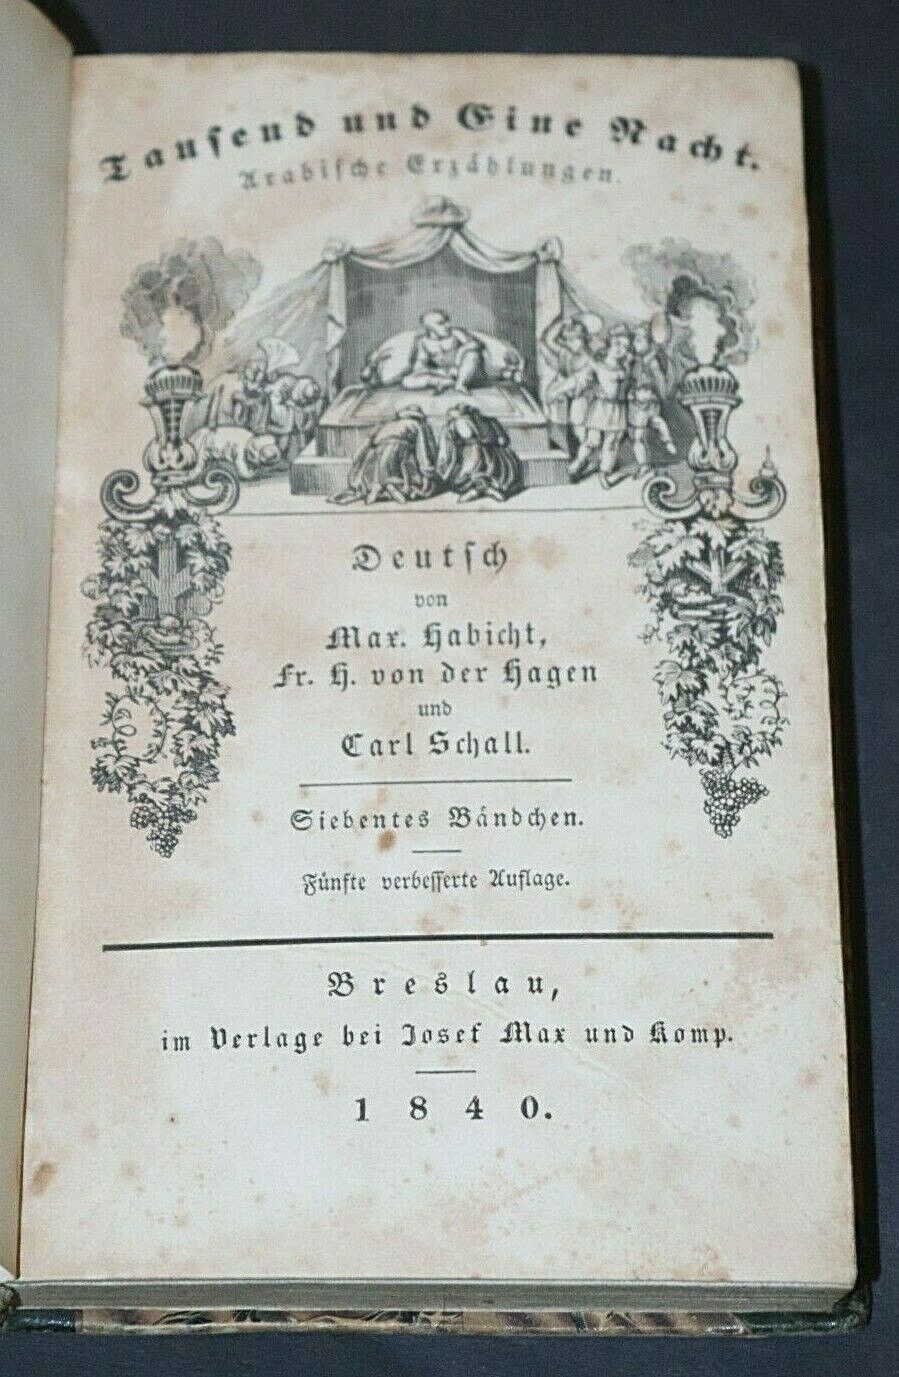 Tauſend und Eine Nacht.
Arabiſche Erzählungen.
Deutſch
von
Max. Habicht,
Fr. H. von der Hagen
und
Carl Schall.
Siebentes Bändchen.
Fünfte verbeſſerte Auflage.
Breslau,
im Verlage bei Joſef Max und Komp.
1840.